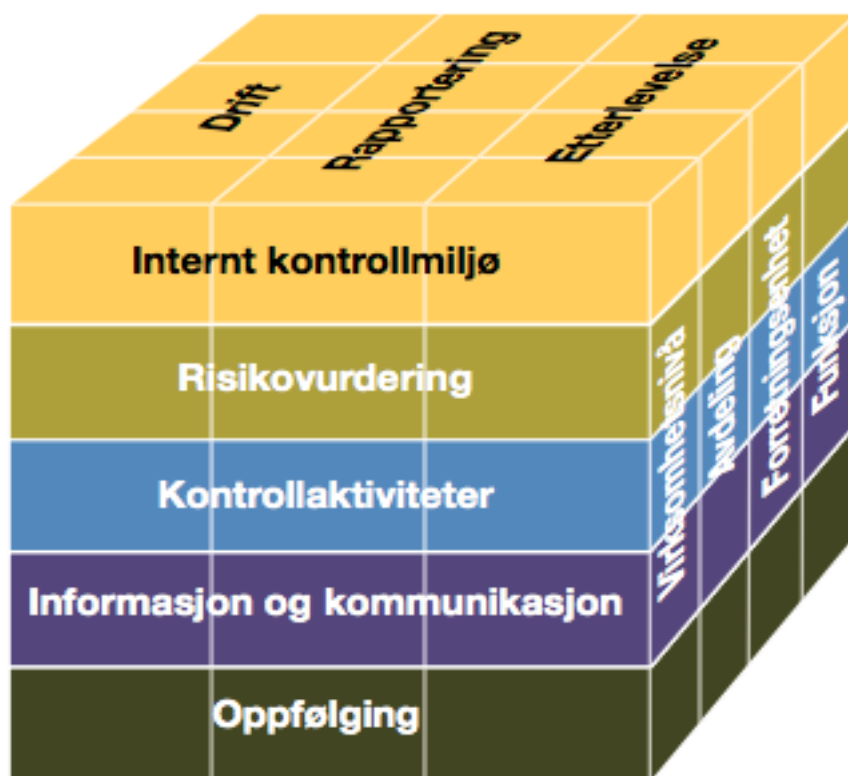 Drift
Rapportering
Etterlevelse
Internt kontrollmiljø
Risikovurdering
Kontrollaktiviteter
Informasjon og kommunikasjon
Oppfølging
Virksomhetsnivå
Avdeling
Forretningsenhet
Funksjon